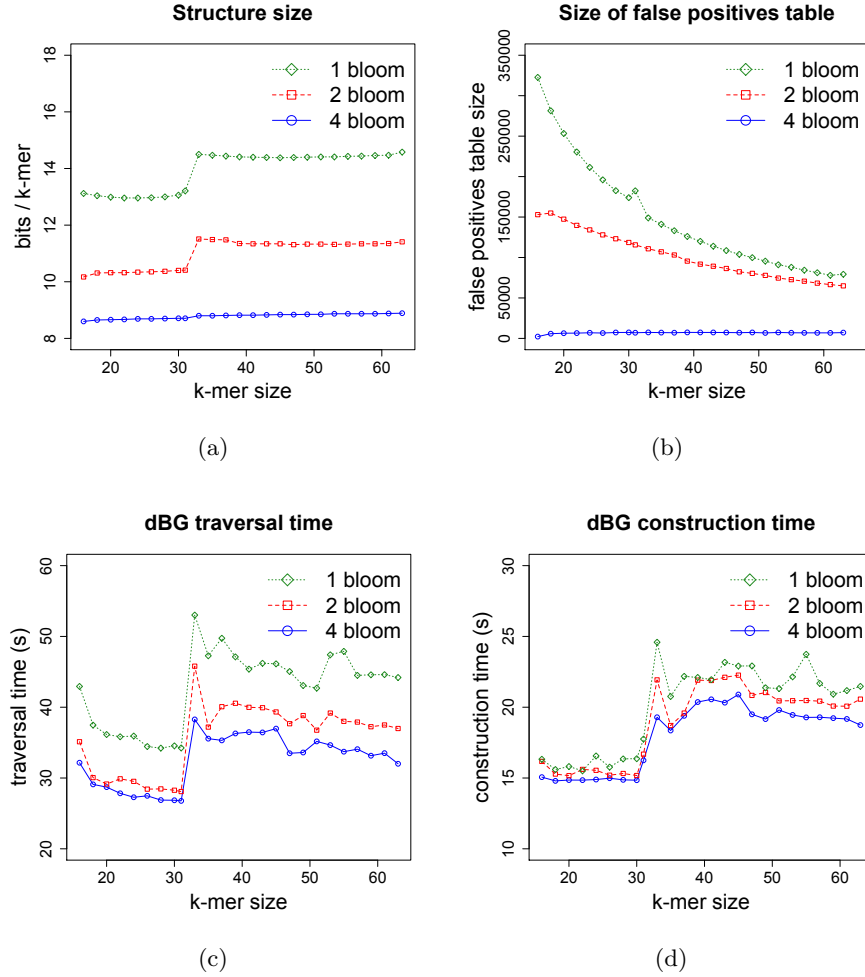 Structure size
18
16
14
12
10
8
bits / k-mer
1 bloom
2 bloom
4 bloom
20 30 40 50 60
k-mer size
(a)
Size of false positives table
350000
250000
150000
50000
0
false positives table size
1 bloom
2 bloom
4 bloom
20 30 40 50 60
k-mer size
(b)
dBG traversal time
60
50
40
30
20
traversal time (s)
1 bloom
2 bloom
4 bloom
20 30 40 50 60
k-mer size
(c)
dBG construction time
30
25
20
15
10
construction time (s)
1 bloom
2 bloom
4 bloom
20 30 40 50 60
k-mer size
(d)